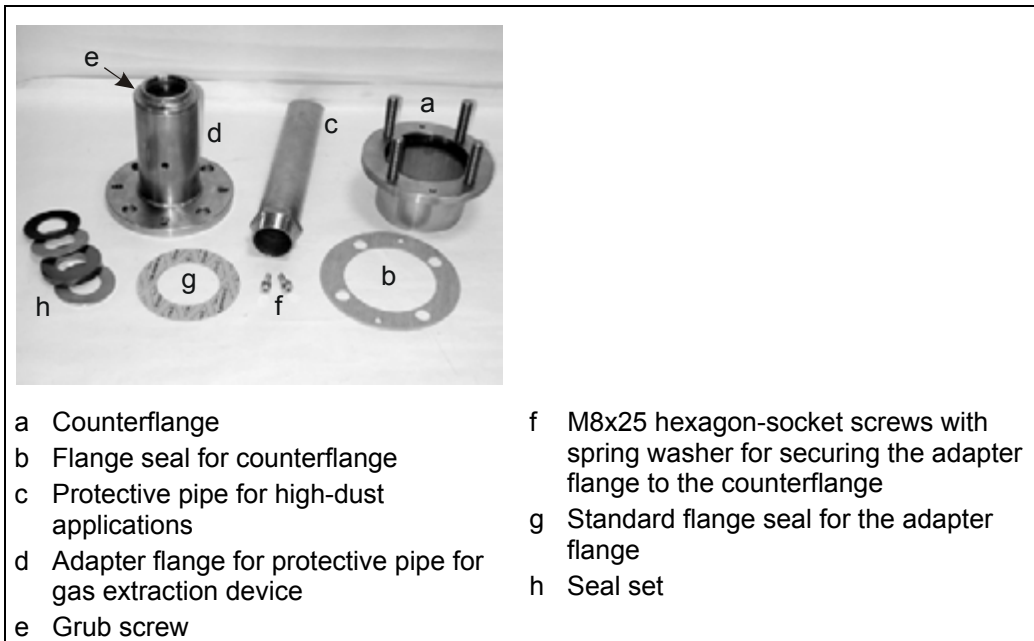 e
a
d
c
g
b
f
h
a Counterflange
b Flange seal for counterflange
c Protective pipe for high-dust
applications
d Adapter flange for protective pipe for
gas extraction device
e Grub screw
f M8x25 hexagon-socket screws with
spring washer for securing the adapter
flange to the counterflange
g Standard flange seal for the adapter
flange
h Seal set